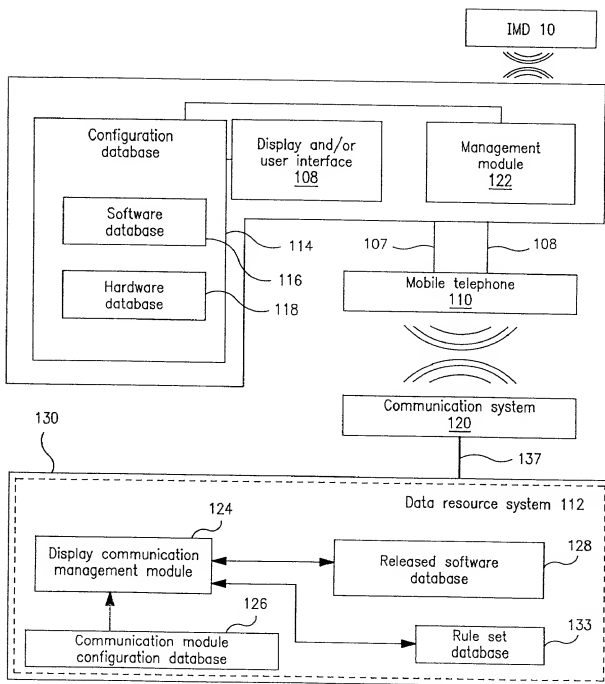 IMD 10
Configuration
database
Display and/or
user interface
108
Management
module
122
Software
database
Hardware
database
114
116
118
107
108
Mobile telephone
110
Communication system
120
130
137
Data resource system 112
124
Display communication
management module
Released software
database
128
126
Communication module
configuration database
Rule set
database
133